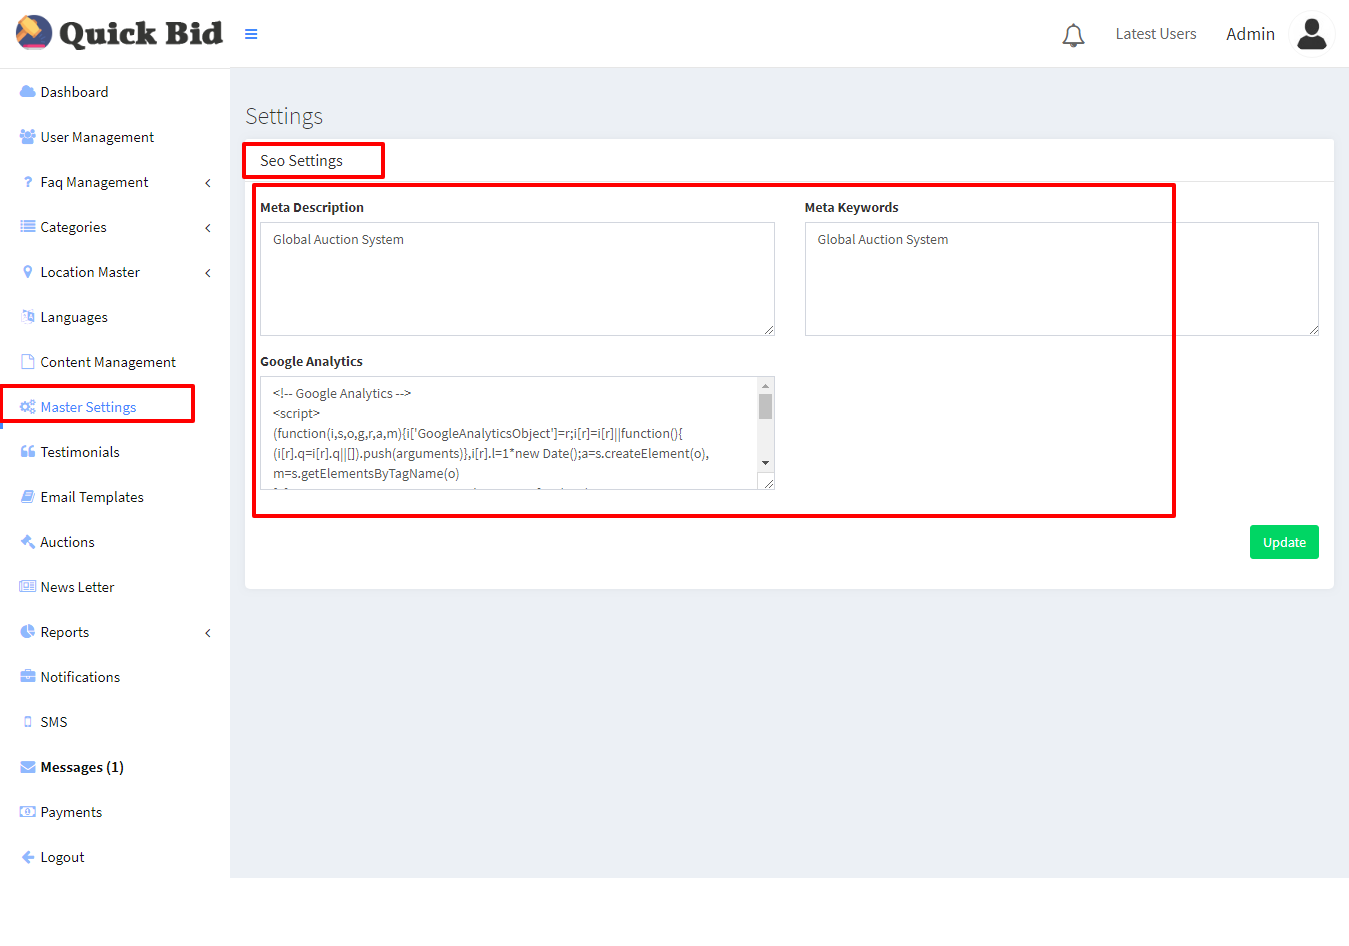 Quick Bid
Latest Users
Admin
Dashboard
User Management
Faq Management
Categories
Location Master
Languages
Content Management
Master Settings
Testimonials
Email Templates
Auctions
News Letter
Reports
Notifications
SMS
Messages (1)
Payments
Logout
Settings
Seo Settings
Meta Description
Global Auction System
Meta Keywords
Global Auction System
Google Analytics
<!-- Google Analytics -->
<script>
(function(i,s,o,g,r,a,m){i['GoogleAnalyticsObject']=r;i[r]=i[r]||function(){
(i[r].q=i[r].q||[]).push(arguments)},i[r].l=1*new Date();a=s.createElement(o),
m=s.getElementsByTagName(o)
Update